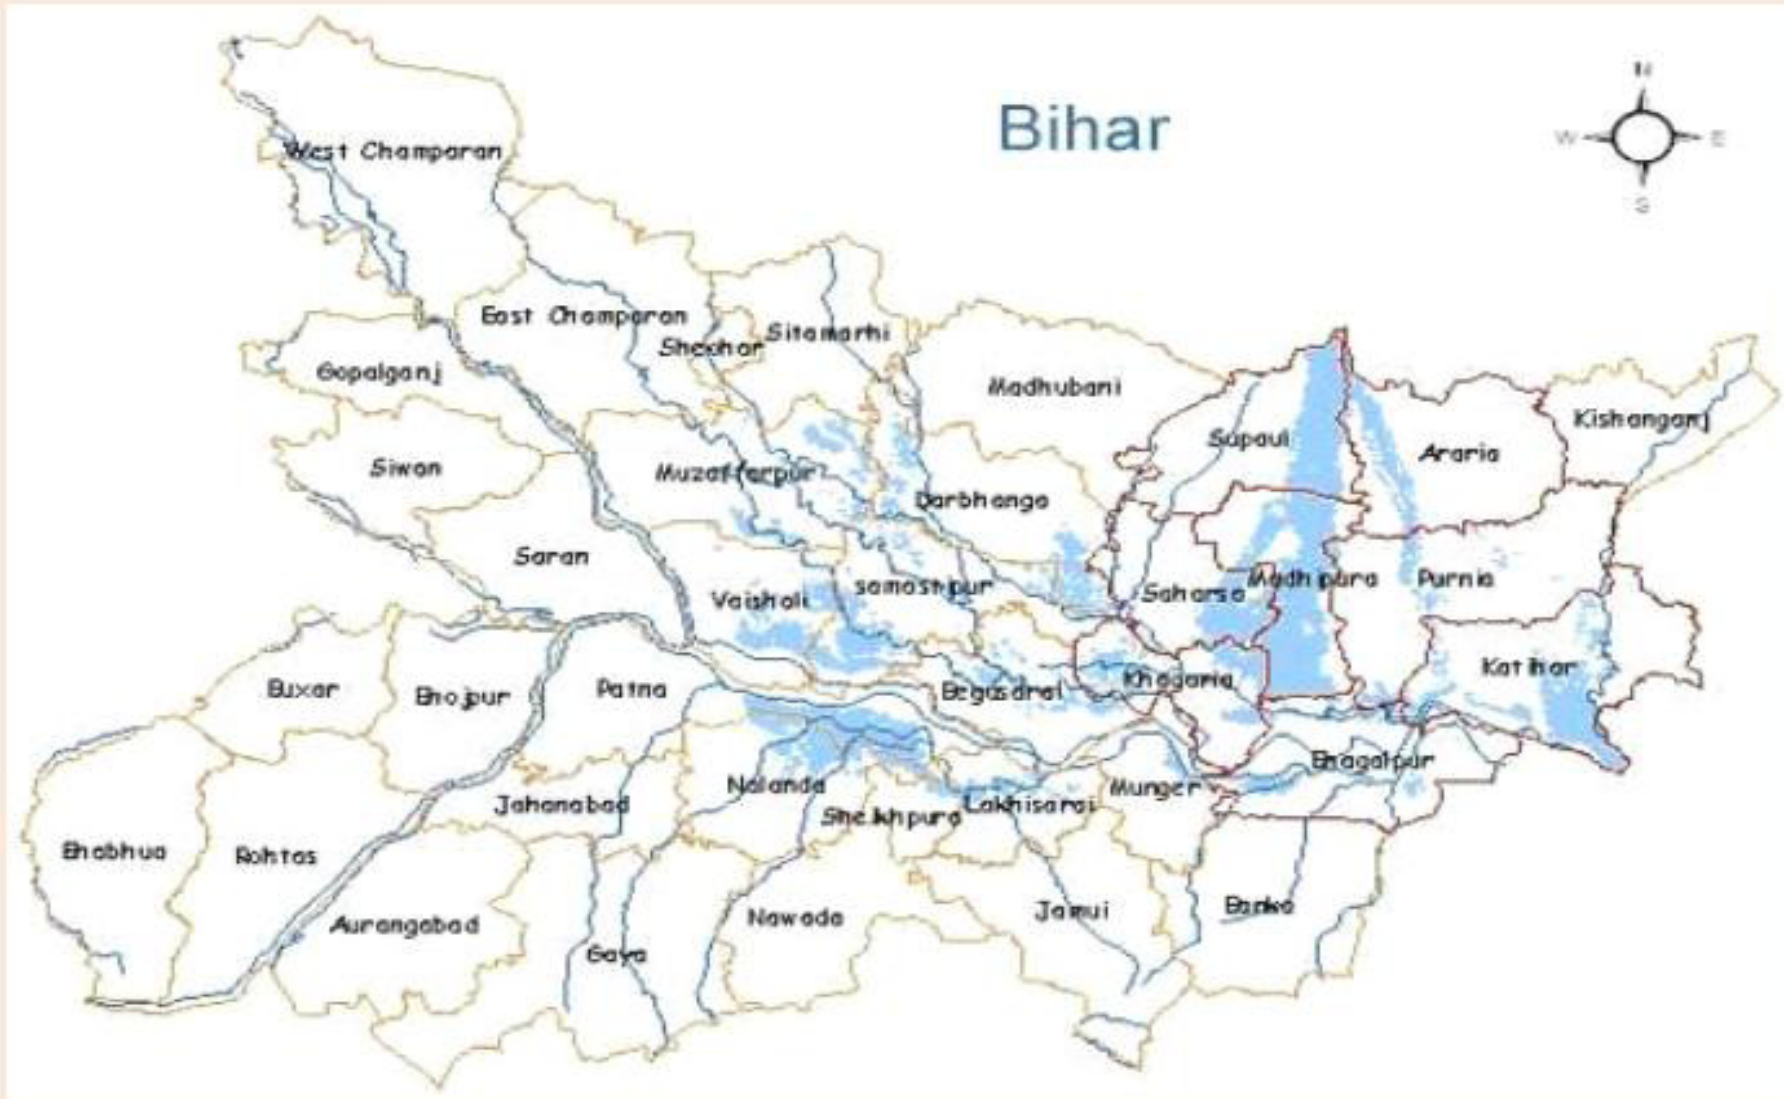 N
Bihar
W
E
West Champaran
S
East Champaran
Sheohar
Sitamarhi
Gopalganj
Madhubani
Kishanganj
Supaul
Araria
Siwan
Muzaffarpur
Darbhanga
Saran
Vaishali
samastipur
Saharsa
Madhipura
Purnia
Buxar
Bhojpur
Patna
Begusarai
Khagaria
Katihar
Bhagalpur
Nalanda
Munger
Jahanabad
Sheikhpura
Lakhisarai
Bhabhua
Rohtas
Aurangabad
Nawada
Jamui
Banka
Gaya